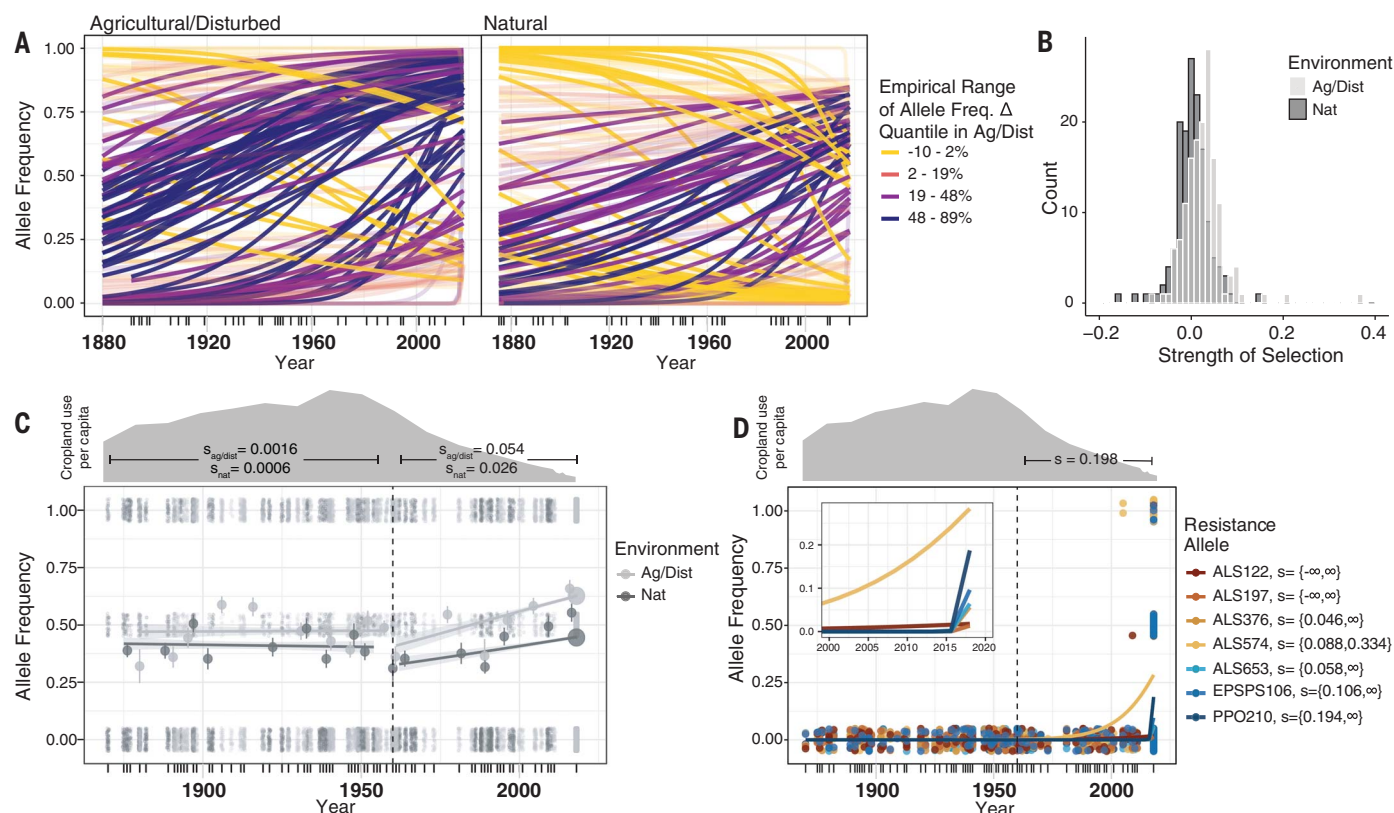 A
Agricultural/Disturbed
Natural
Allele Frequency
1.00
0.75
0.50
0.25
0.00
1880 1920 1960 2000
1880 1920 1960 2000
Year
Year
Empirical Range
of Allele Freq. Δ
Quantile in Ag/Dist
-10 - 2%
2 - 19%
19 - 48%
48 - 89%
B
Count
20
10
0
−0.2 0.0 0.2 0.4
Strength of Selection
Environment
Ag/Dist
Nat
C
Cropland use
per capita
s_ag/dist = 0.0016
s_nat = 0.0006
s_ag/dist = 0.054
s_nat = 0.026
Allele Frequency
1.00
0.75
0.50
0.25
0.00
1900 1950 2000
Year
Environment
Ag/Dist
Nat
D
Cropland use
per capita
s = 0.198
Allele Frequency
1.00
0.75
0.50
0.25
0.00
0.2
0.1
0.0
2000 2005 2010 2015 2020
1900 1950 2000
Year
Resistance
Allele
ALS122, s= {-∞,∞}
ALS197, s= {-∞,∞}
ALS376, s= {0.046,∞}
ALS574, s= {0.088,0.334}
ALS653, s= {0.058,∞}
EPSPS106, s={0.106,∞}
PPO210, s={0.194,∞}